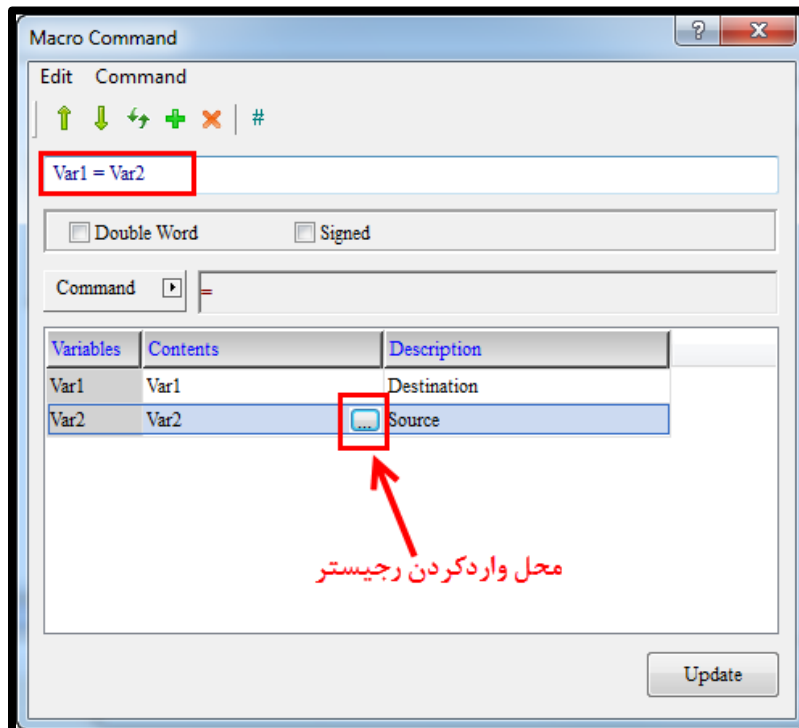 Macro Command
Edit Command
#
Var1 = Var2
Double Word Signed
Command =
Variables Contents Description
Var1 Var1 Destination
Var2 Var2 ... Source
محل واردکردن رجیستر
Update